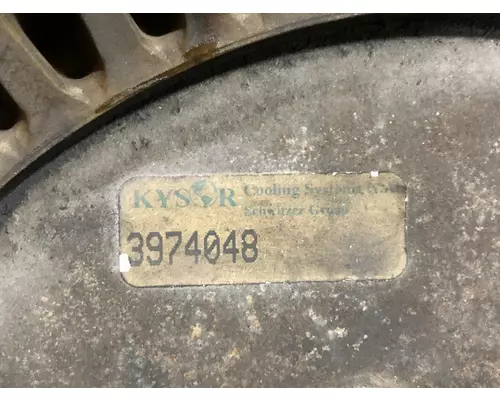 KYSOR Cooling Systems
Schwitzer Group
3974048